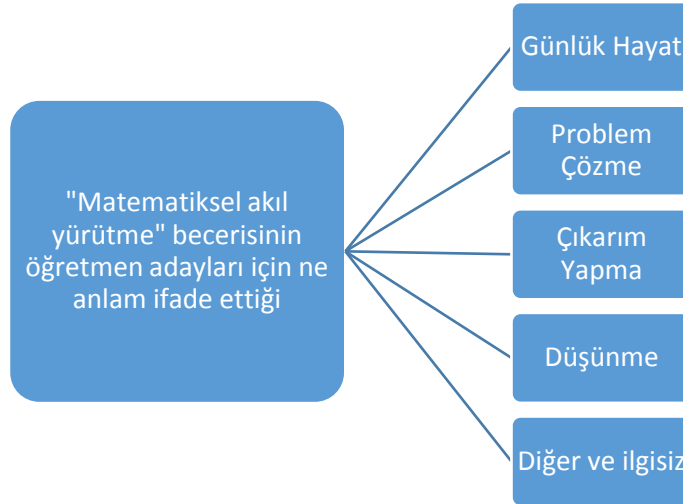 "Matematiksel akıl
yürütme" becerisinin
öğretmen adayları için ne
anlam ifade ettiği
Günlük Hayat
Problem
Çözme
Çıkarım
Yapma
Düşünme
Diğer ve ilgisiz